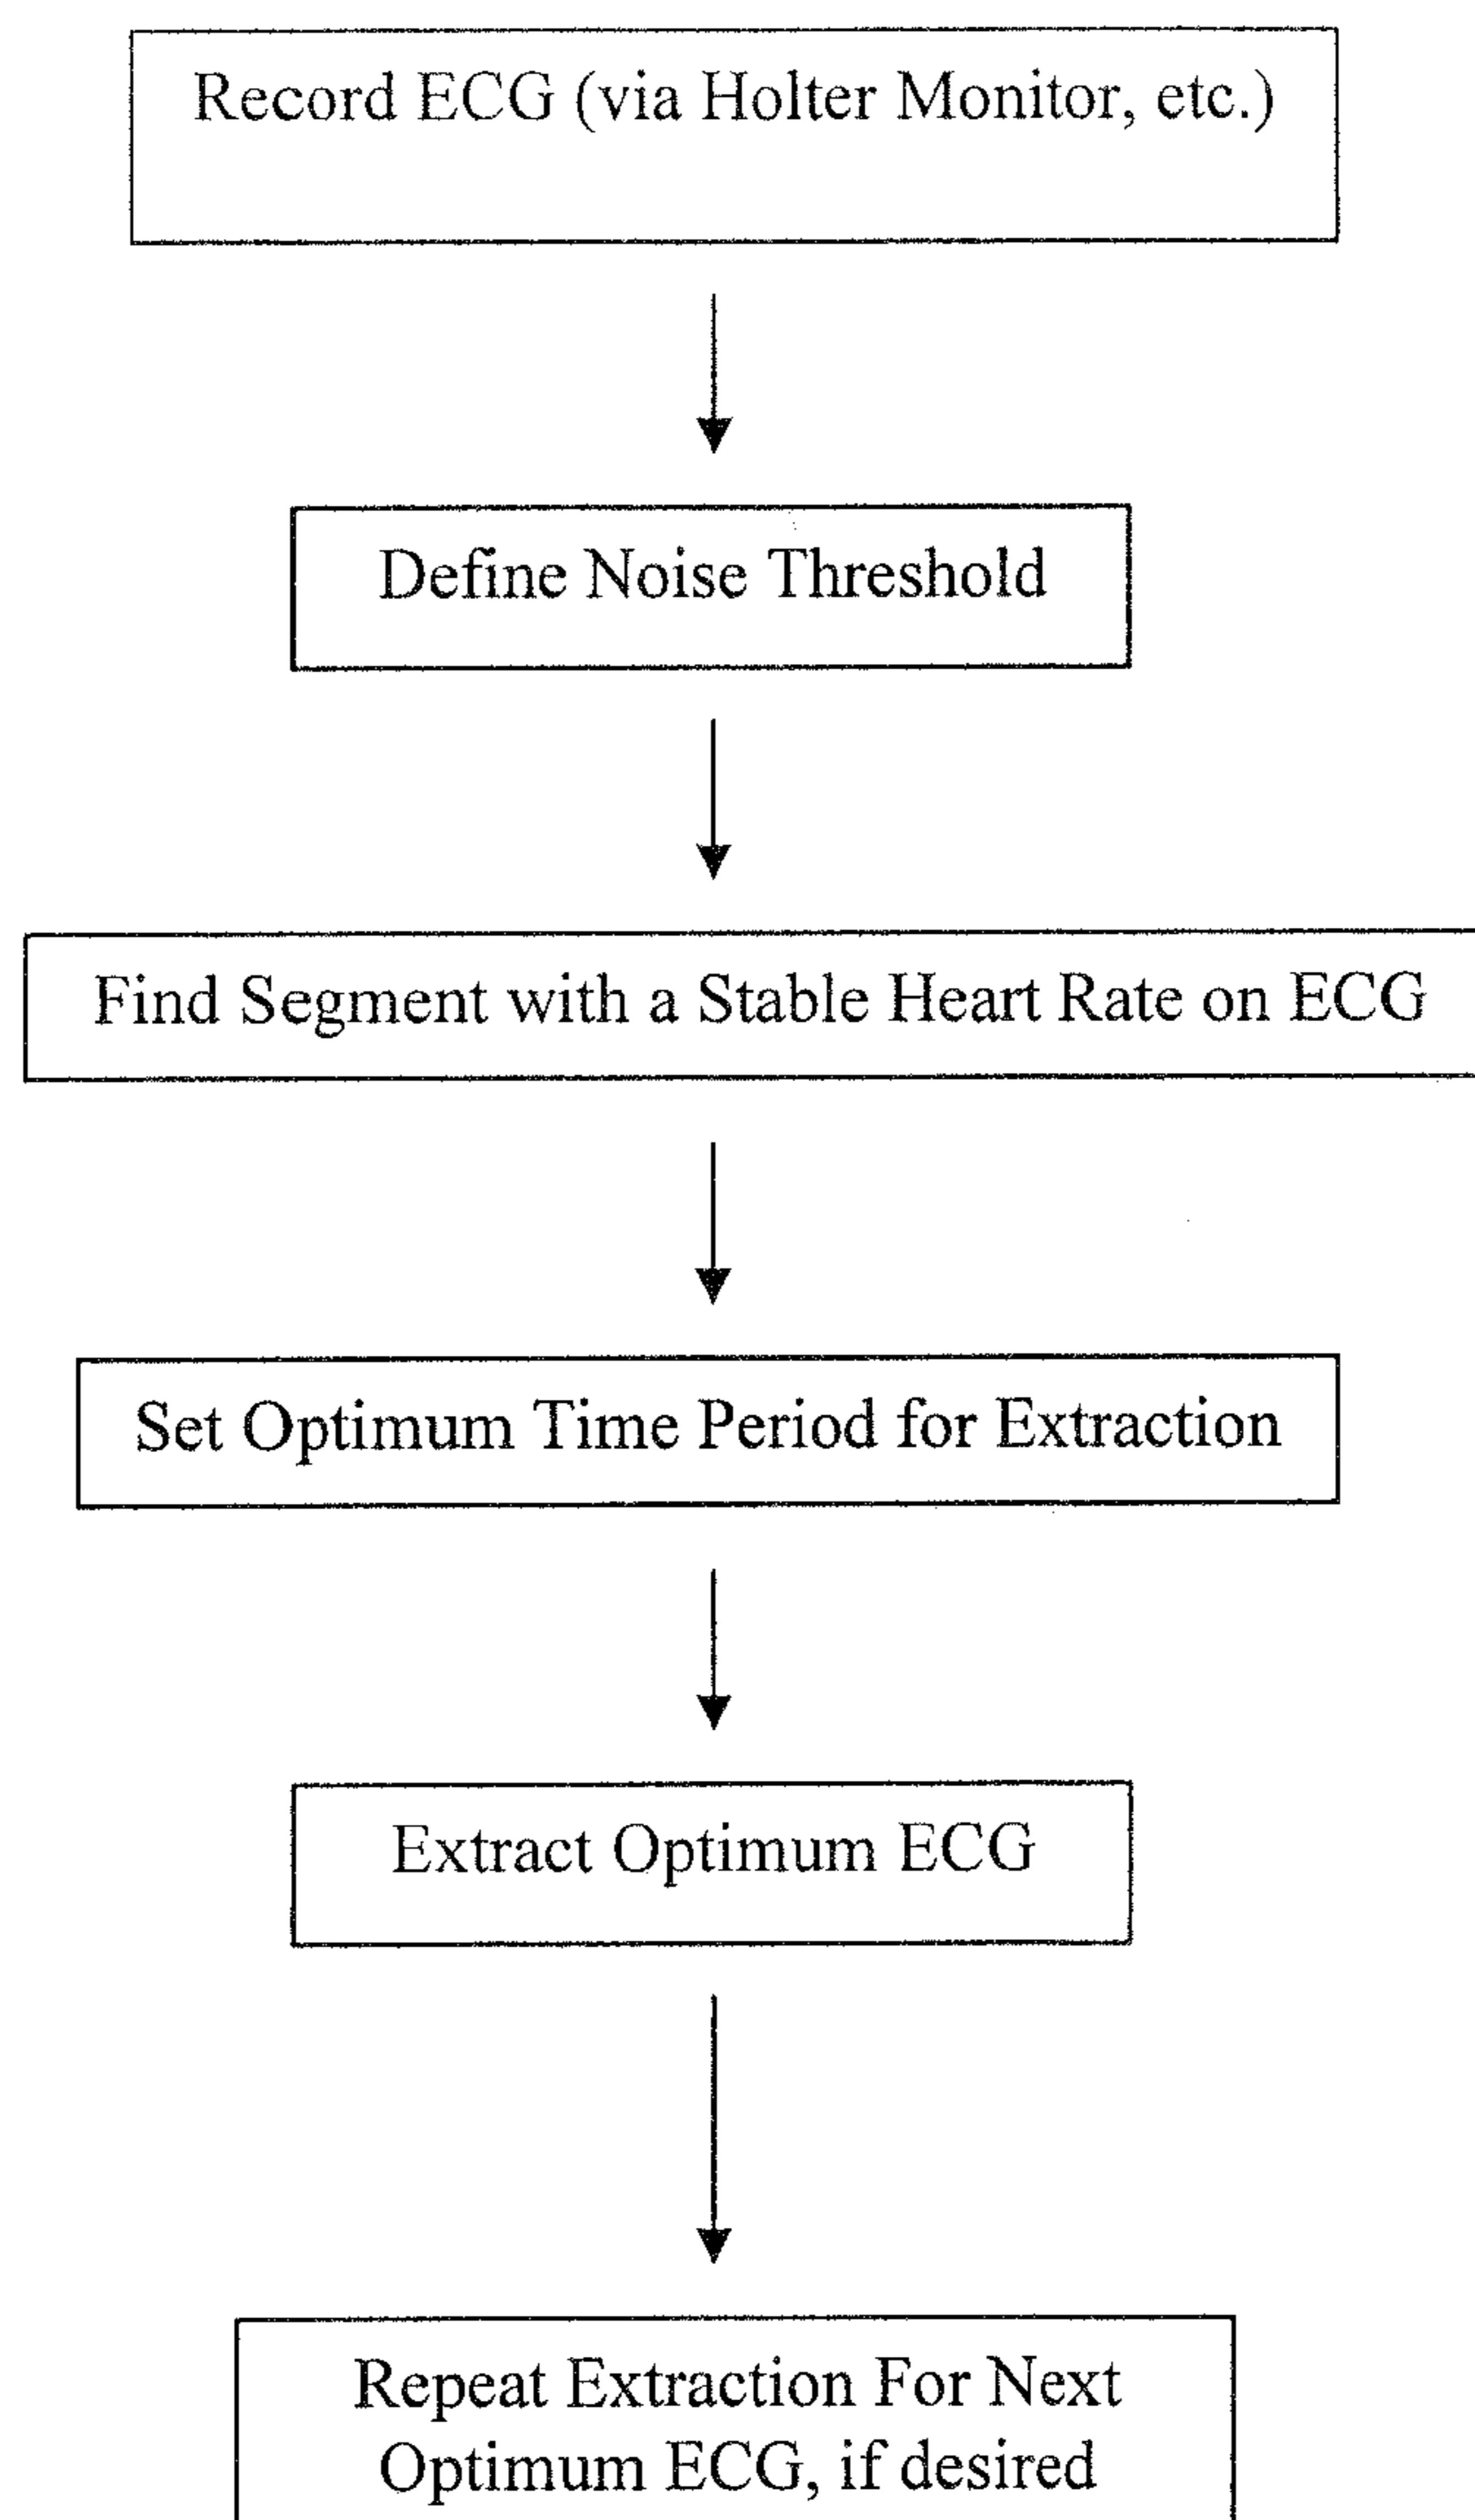 Record ECG (via Holter Monitor, etc.)
Define Noise Threshold
Find Segment with a Stable Heart Rate on ECG
Set Optimum Time Period for Extraction
Extract Optimum ECG
Repeat Extraction For Next
Optimum ECG, if desired